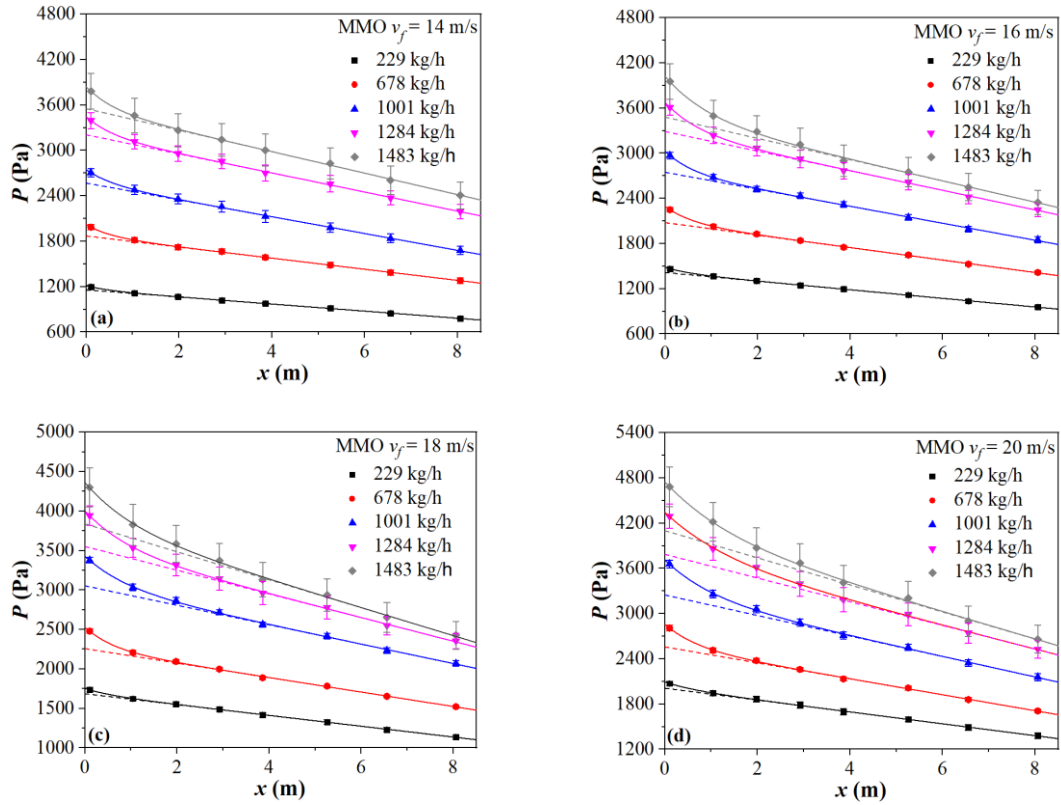 4800
4200
3600
3000
2400
1800
1200
600
P (Pa)
MMO v_f = 14 m/s
229 kg/h
678 kg/h
1001 kg/h
1284 kg/h
1483 kg/h
(a)
0 2 4 6 8
x (m)
4800
4200
3600
3000
2400
1800
1200
600
P (Pa)
MMO v_f = 16 m/s
229 kg/h
678 kg/h
1001 kg/h
1284 kg/h
1483 kg/h
(b)
0 2 4 6 8
x (m)
5000
4500
4000
3500
3000
2500
2000
1500
1000
P (Pa)
MMO v_f = 18 m/s
229 kg/h
678 kg/h
1001 kg/h
1284 kg/h
1483 kg/h
(c)
0 2 4 6 8
x (m)
5400
4800
4200
3600
3000
2400
1800
1200
P (Pa)
MMO v_f = 20 m/s
229 kg/h
678 kg/h
1001 kg/h
1284 kg/h
1483 kg/h
(d)
0 2 4 6 8
x (m)